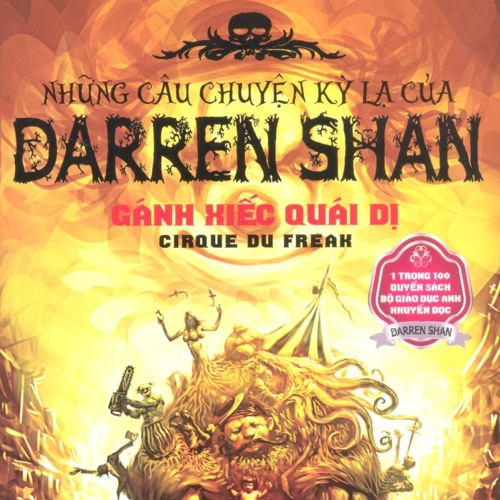 NHỮNG CÂU CHUYỆN KỲ LẠ CỦA
DARREN SHAN
GÁNH XIẾC QUÁI DỊ
CIRQUE DU FREAK
1 TRONG 100
QUYỂN SÁCH
BỘ GIÁO DỤC ANH
KHUYÊN ĐỌC
DARREN SHAN